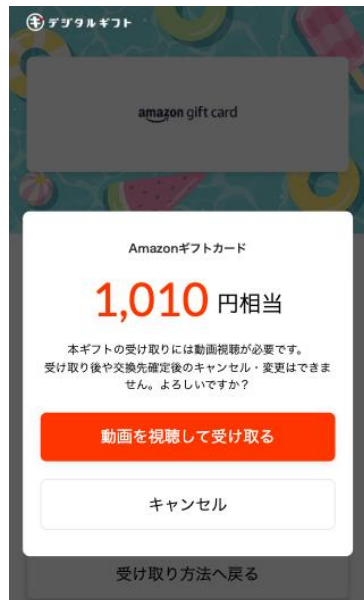 デジタルギフト
amazon gift card
Amazonギフトカード
1,010 円相当
本ギフトの受け取りには動画視聴が必要です。
受け取り後や交換先確定後のキャンセル・変更はできま
せん。よろしいですか？
動画を視聴して受け取る
キャンセル
受け取り方法へ戻る